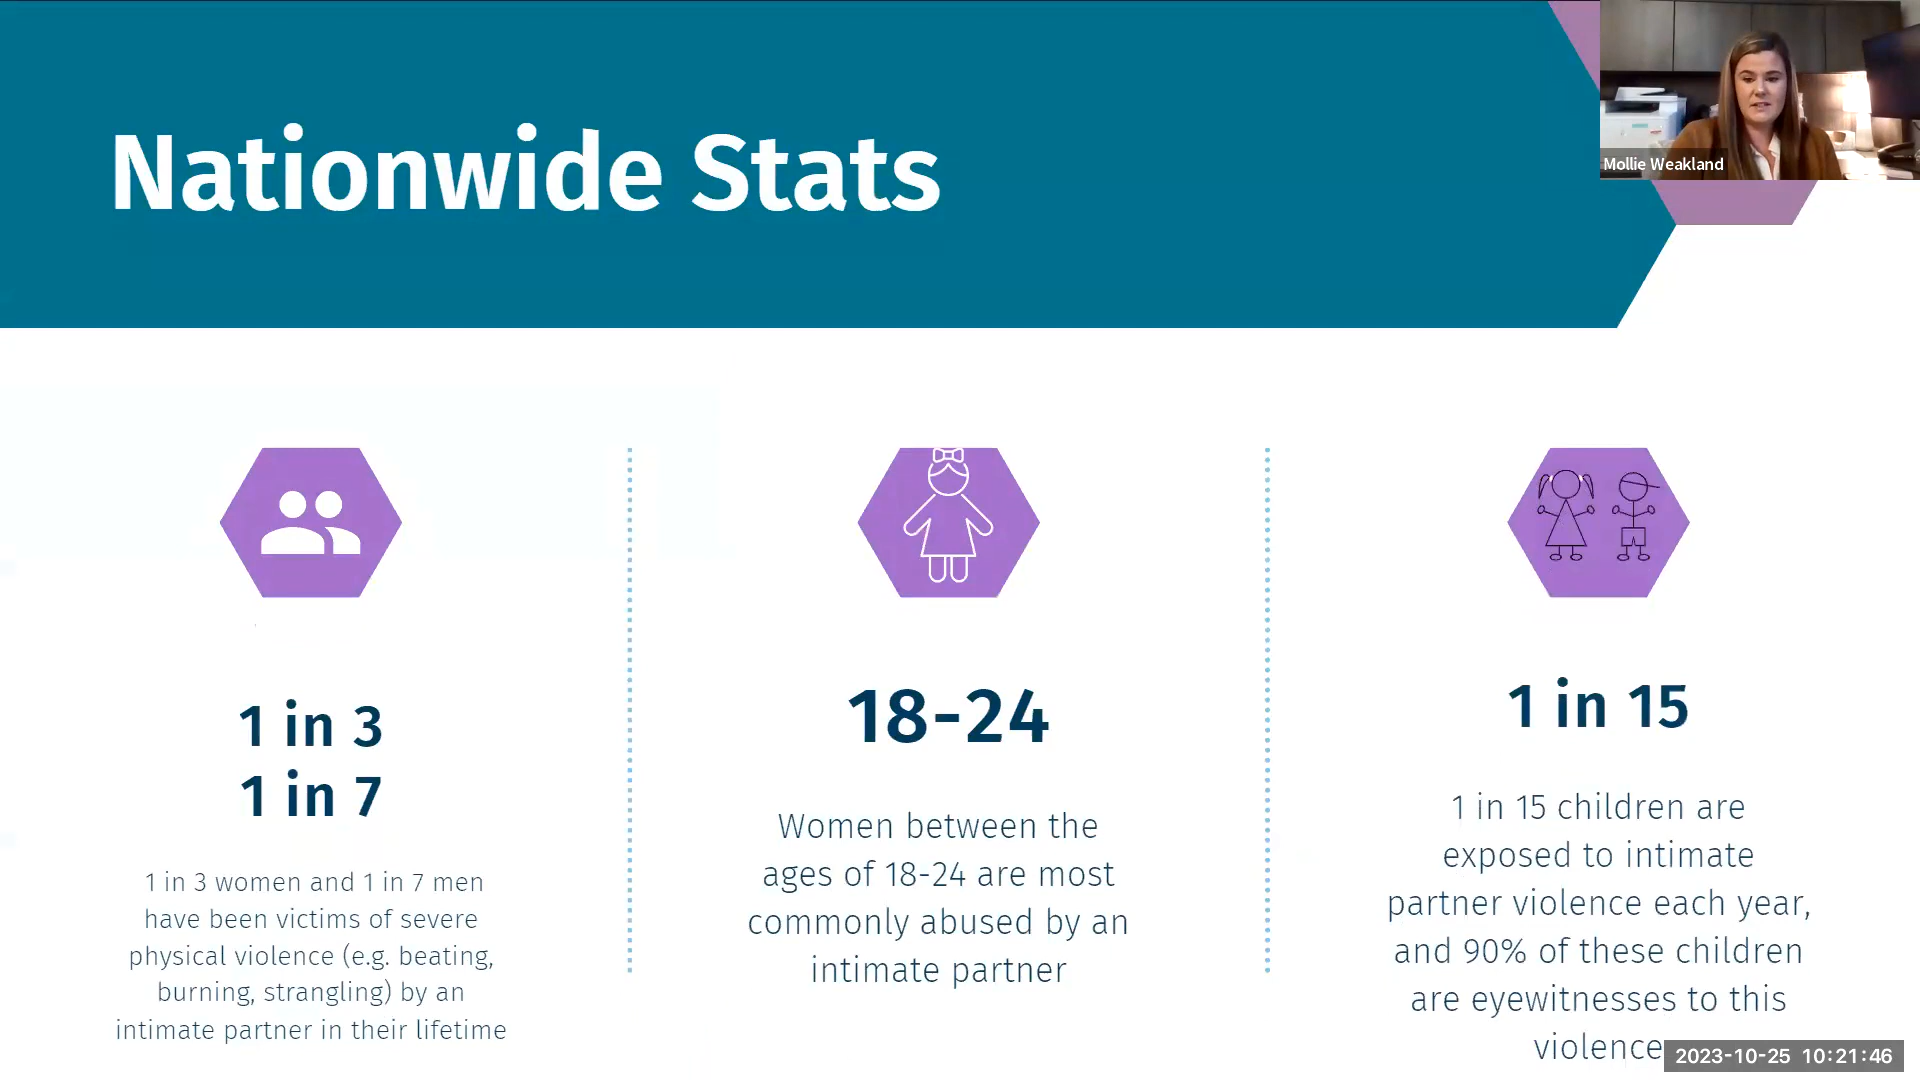 Nationwide Stats
Mollie Weakland
1 in 3
1 in 7
1 in 3 women and 1 in 7 men
have been victims of severe
physical violence (e.g. beating,
burning, strangling) by an
intimate partner in their lifetime
18-24
Women between the
ages of 18-24 are most
commonly abused by an
intimate partner
1 in 15
1 in 15 children are
exposed to intimate
partner violence each year,
and 90% of these children
are eyewitnesses to this
violence
2023-10-25 10:21:46